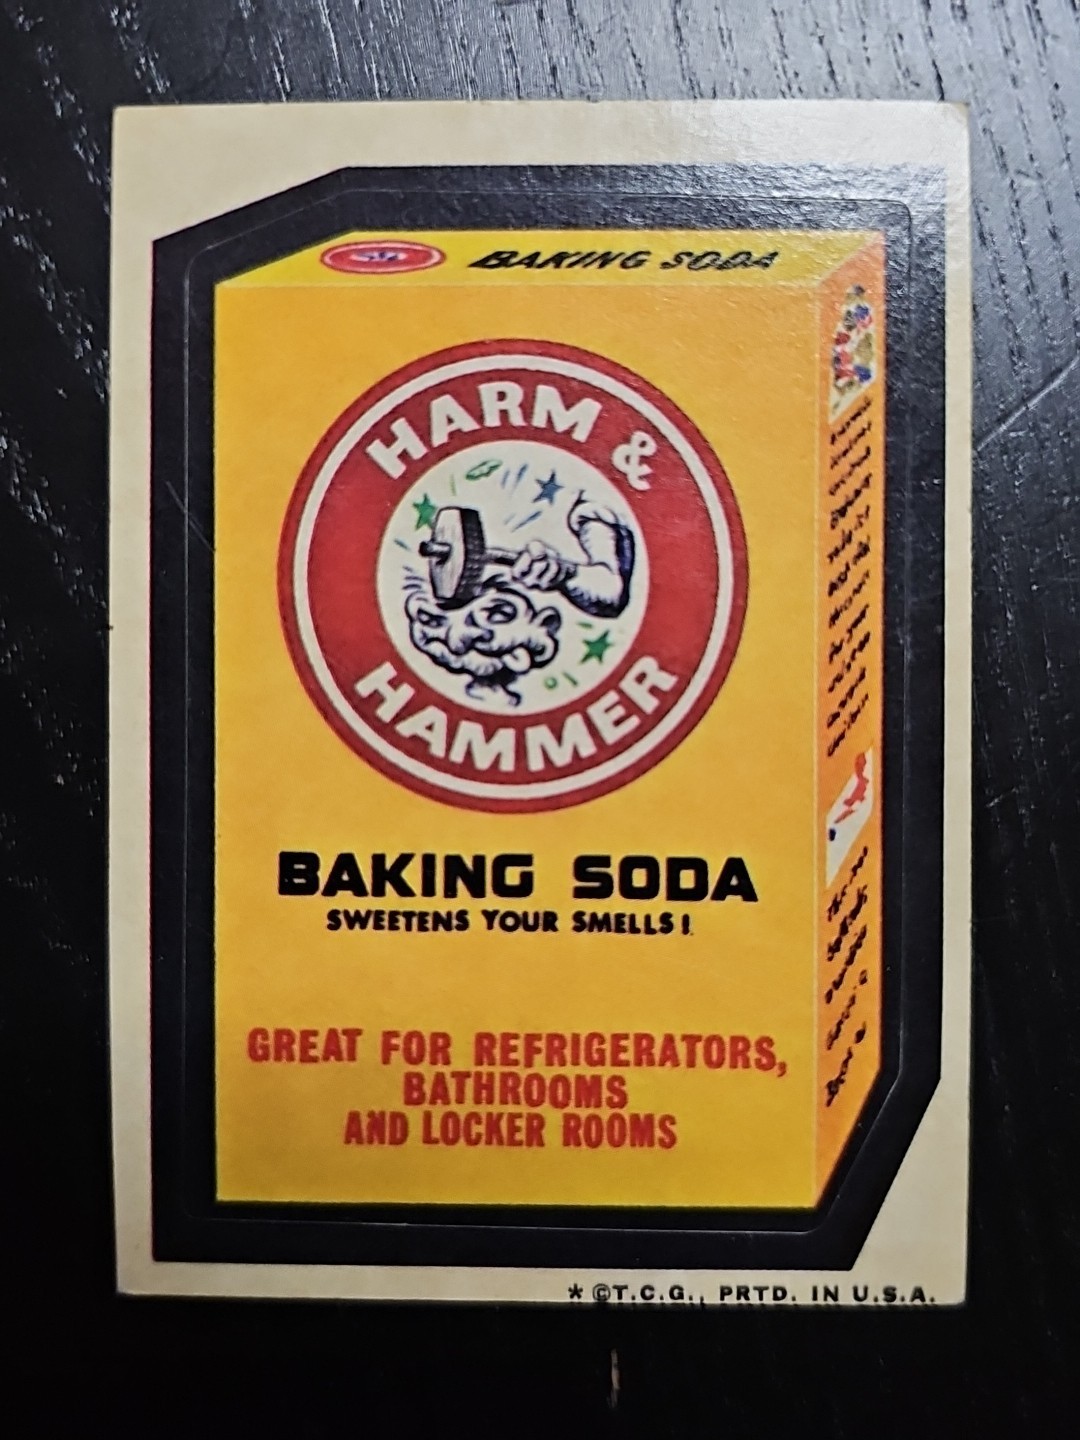 BAKING SODA
HARM &
HAMMER
BAKING SODA
SWEETENS YOUR SMELLS!
GREAT FOR REFRIGERATORS,
BATHROOMS
AND LOCKER ROOMS
* ©T.C.G., PRTD. IN U.S.A.